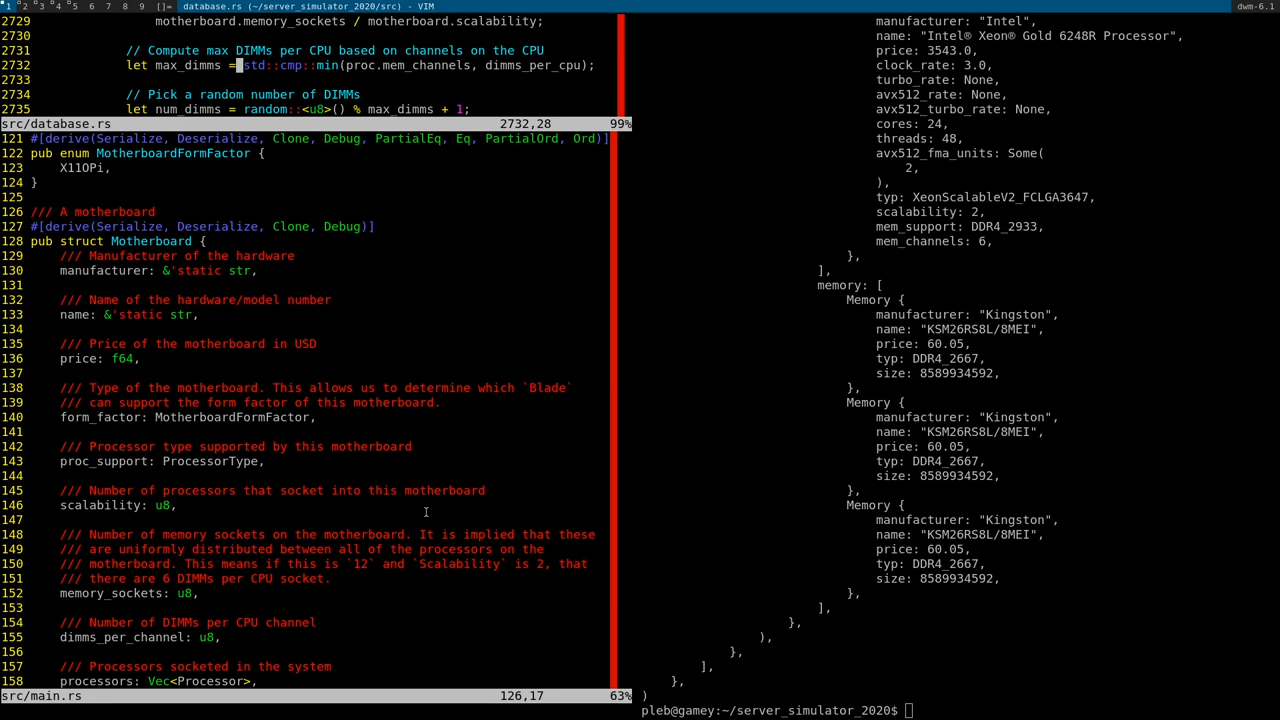 1 2 3 4 5 6 7 8 9 []= database.rs (~/server_simulator_2020/src) - VIM dwm-6.1
2729                 motherboard.memory_sockets / motherboard.scalability;
2730
2731             // Compute max DIMMs per CPU based on channels on the CPU
2732             let max_dimms = std::cmp::min(proc.mem_channels, dimms_per_cpu);
2733
2734             // Pick a random number of DIMMs
2735             let num_dimms = random::<u8>() % max_dimms + 1;
src/database.rs 2732,28 99%
121 #[derive(Serialize, Deserialize, Clone, Debug, PartialEq, Eq, PartialOrd, Ord)]
122 pub enum MotherboardFormFactor {
123     X11OPi,
124 }
125
126 /// A motherboard
127 #[derive(Serialize, Deserialize, Clone, Debug)]
128 pub struct Motherboard {
129     /// Manufacturer of the hardware
130     manufacturer: &'static str,
131
132     /// Name of the hardware/model number
133     name: &'static str,
134
135     /// Price of the motherboard in USD
136     price: f64,
137
138     /// Type of the motherboard. This allows us to determine which `Blade`
139     /// can support the form factor of this motherboard.
140     form_factor: MotherboardFormFactor,
141
142     /// Processor type supported by this motherboard
143     proc_support: ProcessorType,
144
145     /// Number of processors that socket into this motherboard
146     scalability: u8,
147
148     /// Number of memory sockets on the motherboard. It is implied that these
149     /// are uniformly distributed between all of the processors on the
150     /// motherboard. This means if this is `12` and `Scalability` is 2, that
151     /// there are 6 DIMMs per CPU socket.
152     memory_sockets: u8,
153
154     /// Number of DIMMs per CPU channel
155     dimms_per_channel: u8,
156
157     /// Processors socketed in the system
158     processors: Vec<Processor>,
src/main.rs 126,17 63%
manufacturer: "Intel",
name: "Intel® Xeon® Gold 6248R Processor",
price: 3543.0,
clock_rate: 3.0,
turbo_rate: None,
avx512_rate: None,
avx512_turbo_rate: None,
cores: 24,
threads: 48,
avx512_fma_units: Some(
2,
),
typ: XeonScalableV2_FCLGA3647,
scalability: 2,
mem_support: DDR4_2933,
mem_channels: 6,
},
],
memory: [
Memory {
manufacturer: "Kingston",
name: "KSM26RS8L/8MEI",
price: 60.05,
typ: DDR4_2667,
size: 8589934592,
},
Memory {
manufacturer: "Kingston",
name: "KSM26RS8L/8MEI",
price: 60.05,
typ: DDR4_2667,
size: 8589934592,
},
Memory {
manufacturer: "Kingston",
name: "KSM26RS8L/8MEI",
price: 60.05,
typ: DDR4_2667,
size: 8589934592,
},
],
},
),
},
],
},
)
pleb@gamey:~/server_simulator_2020$